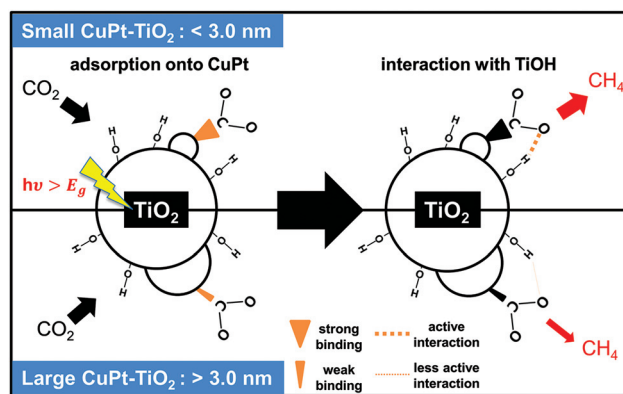 Small CuPt-TiO₂ : < 3.0 nm
adsorption onto CuPt
interaction with TiOH
CO₂
CH₄
C
O
O
C
O
O
H
O
H
O
H
O
H
O
H
O
H
O
hυ > E_g
TiO₂
TiO₂
H
O
H
O
H
O
H
O
H
O
H
O
CO₂
C
O
O
C
O
O
CH₄
strong
binding
active
interaction
weak
binding
less active
interaction
Large CuPt-TiO₂ : > 3.0 nm